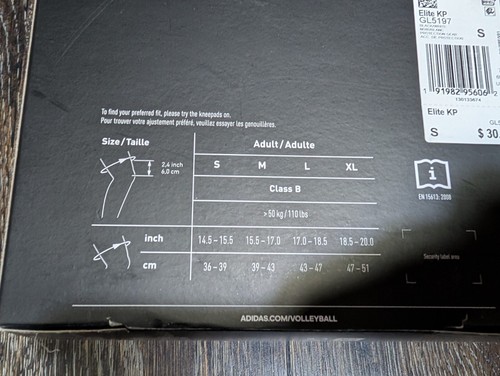 Elite KP
GL5197
S
1 91982 95606 2
Elite KP
S $ 30.
To find your preferred fit, please try the kneepads on.
Pour trouver votre ajustement préféré, veuillez essayer les genouillères.
Size/Taille
Adult/Adulte
2,4 inch
6,0 cm
S M L XL
Class B
>50 kg/110 lbs
inch 14.5-15.5 15.5-17.0 17.0-18.5 18.5-20.0
cm 36-39 39-43 43-47 47-51
i
EN 15613: 2008
Security label area
ADIDAS.COM/VOLLEYBALL